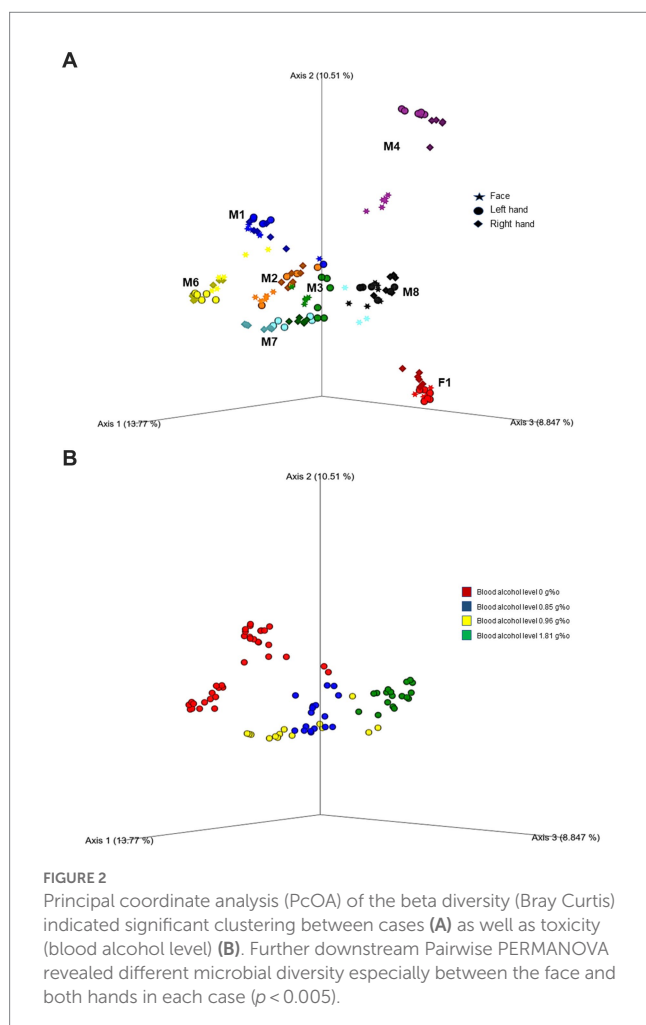 A
Axis 2 (10.51 %)
M4
Face
Left hand
Right hand
M1
M6
M2
M3
M8
M7
F1
Axis 1 (13.77 %)
Axis 3 (8.847 %)
B
Axis 2 (10.51 %)
Blood alcohol level 0 g%o
Blood alcohol level 0.85 g%o
Blood alcohol level 0.96 g%o
Blood alcohol level 1.81 g%o
Axis 1 (13.77 %)
Axis 3 (8.847 %)
FIGURE 2
Principal coordinate analysis (PcOA) of the beta diversity (Bray Curtis)
indicated significant clustering between cases (A) as well as toxicity
(blood alcohol level) (B). Further downstream Pairwise PERMANOVA
revealed different microbial diversity especially between the face and
both hands in each case (p < 0.005).